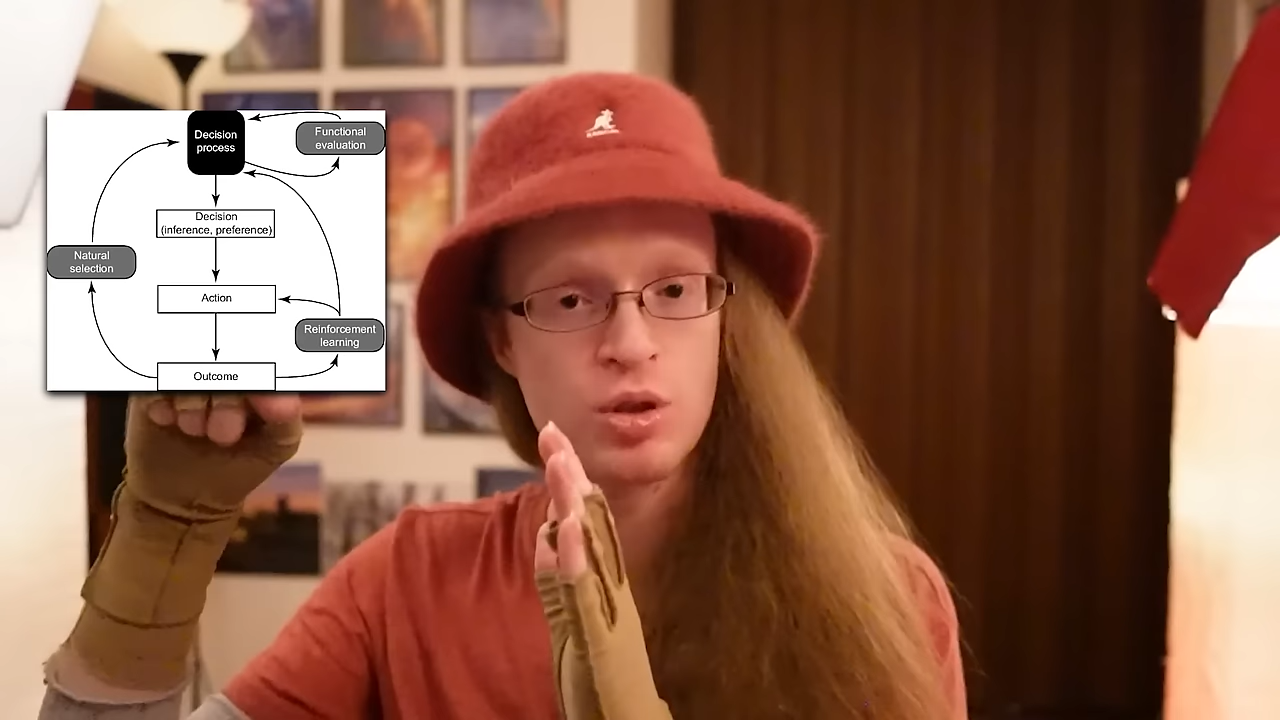 Decision
process
Functional
evaluation
Decision
(inference, preference)
Natural
selection
Action
Reinforcement
learning
Outcome